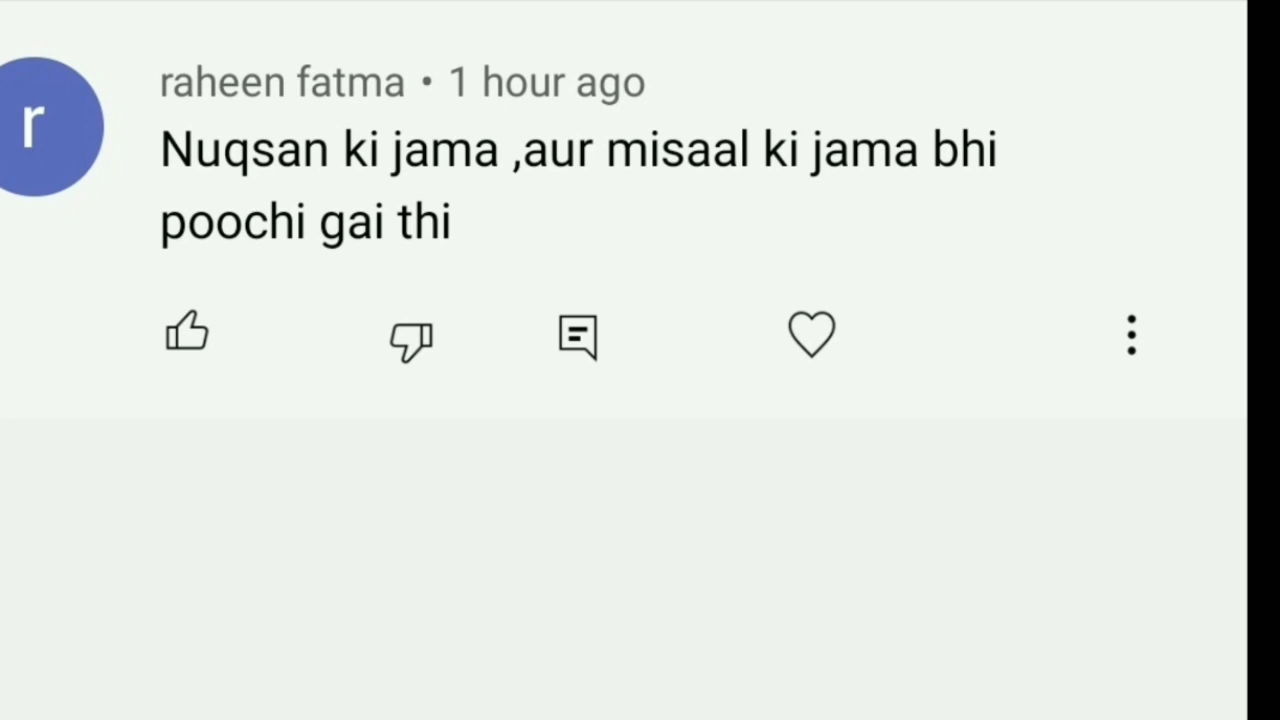 r
raheen fatma • 1 hour ago
Nuqsan ki jama ,aur misaal ki jama bhi
poochi gai thi